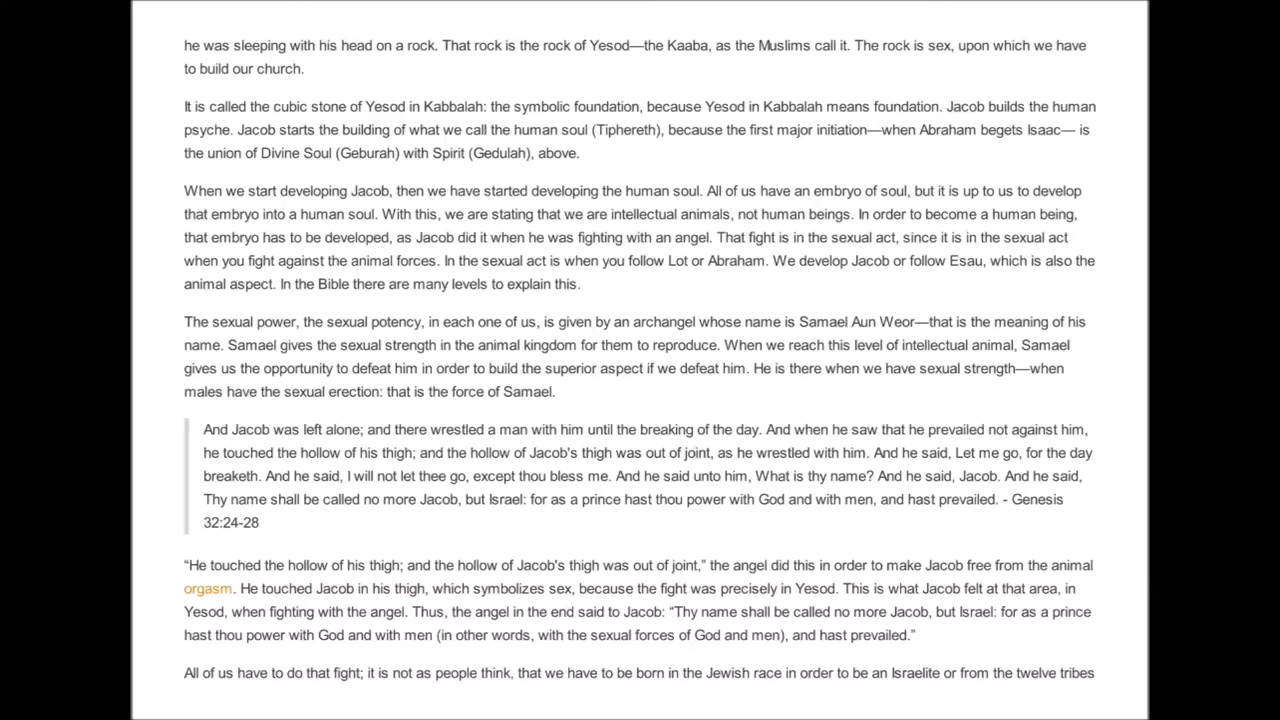 he was sleeping with his head on a rock. That rock is the rock of Yesod—the Kaaba, as the Muslims call it. The rock is sex, upon which we have
to build our church.
It is called the cubic stone of Yesod in Kabbalah: the symbolic foundation, because Yesod in Kabbalah means foundation. Jacob builds the human
psyche. Jacob starts the building of what we call the human soul (Tiphereth), because the first major initiation—when Abraham begets Isaac— is
the union of Divine Soul (Geburah) with Spirit (Gedulah), above.
When we start developing Jacob, then we have started developing the human soul. All of us have an embryo of soul, but it is up to us to develop
that embryo into a human soul. With this, we are stating that we are intellectual animals, not human beings. In order to become a human being,
that embryo has to be developed, as Jacob did it when he was fighting with an angel. That fight is in the sexual act, since it is in the sexual act
when you fight against the animal forces. In the sexual act is when you follow Lot or Abraham. We develop Jacob or follow Esau, which is also the
animal aspect. In the Bible there are many levels to explain this.
The sexual power, the sexual potency, in each one of us, is given by an archangel whose name is Samael Aun Weor—that is the meaning of his
name. Samael gives the sexual strength in the animal kingdom for them to reproduce. When we reach this level of intellectual animal, Samael
gives us the opportunity to defeat him in order to build the superior aspect if we defeat him. He is there when we have sexual strength—when
males have the sexual erection: that is the force of Samael.
And Jacob was left alone; and there wrestled a man with him until the breaking of the day. And when he saw that he prevailed not against him,
he touched the hollow of his thigh; and the hollow of Jacob's thigh was out of joint, as he wrestled with him. And he said, Let me go, for the day
breaketh. And he said, I will not let thee go, except thou bless me. And he said unto him, What is thy name? And he said, Jacob. And he said,
Thy name shall be called no more Jacob, but Israel: for as a prince hast thou power with God and with men, and hast prevailed. - Genesis
32:24-28
“He touched the hollow of his thigh; and the hollow of Jacob's thigh was out of joint,” the angel did this in order to make Jacob free from the animal
orgasm. He touched Jacob in his thigh, which symbolizes sex, because the fight was precisely in Yesod. This is what Jacob felt at that area, in
Yesod, when fighting with the angel. Thus, the angel in the end said to Jacob: “Thy name shall be called no more Jacob, but Israel: for as a prince
hast thou power with God and with men (in other words, with the sexual forces of God and men), and hast prevailed.”
All of us have to do that fight; it is not as people think, that we have to be born in the Jewish race in order to be an Israelite or from the twelve tribes